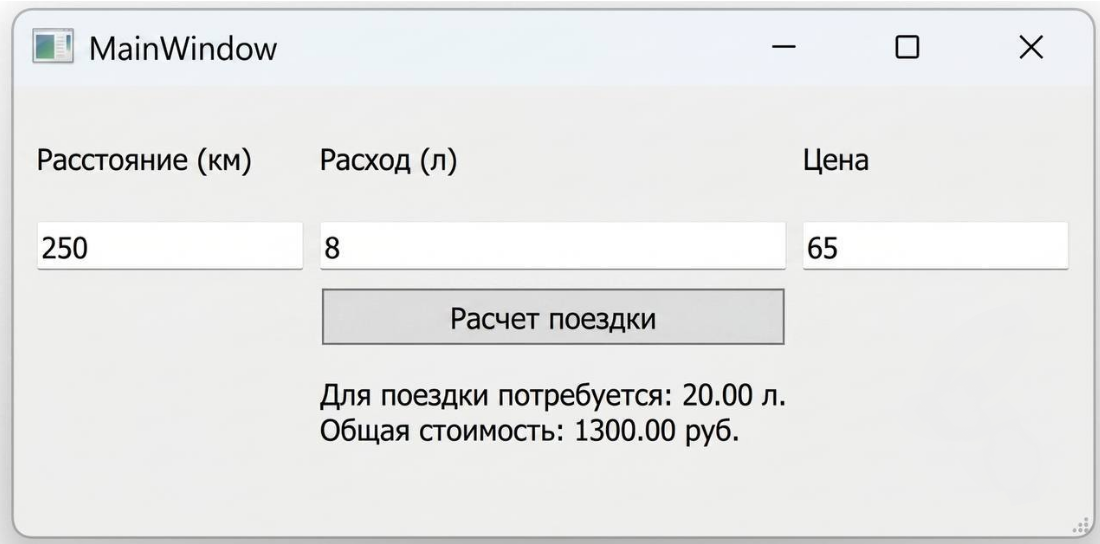 MainWindow
Расстояние (км) Расход (л) Цена
250 8 65
Расчет поездки
Для поездки потребуется: 20.00 л.
Общая стоимость: 1300.00 руб.